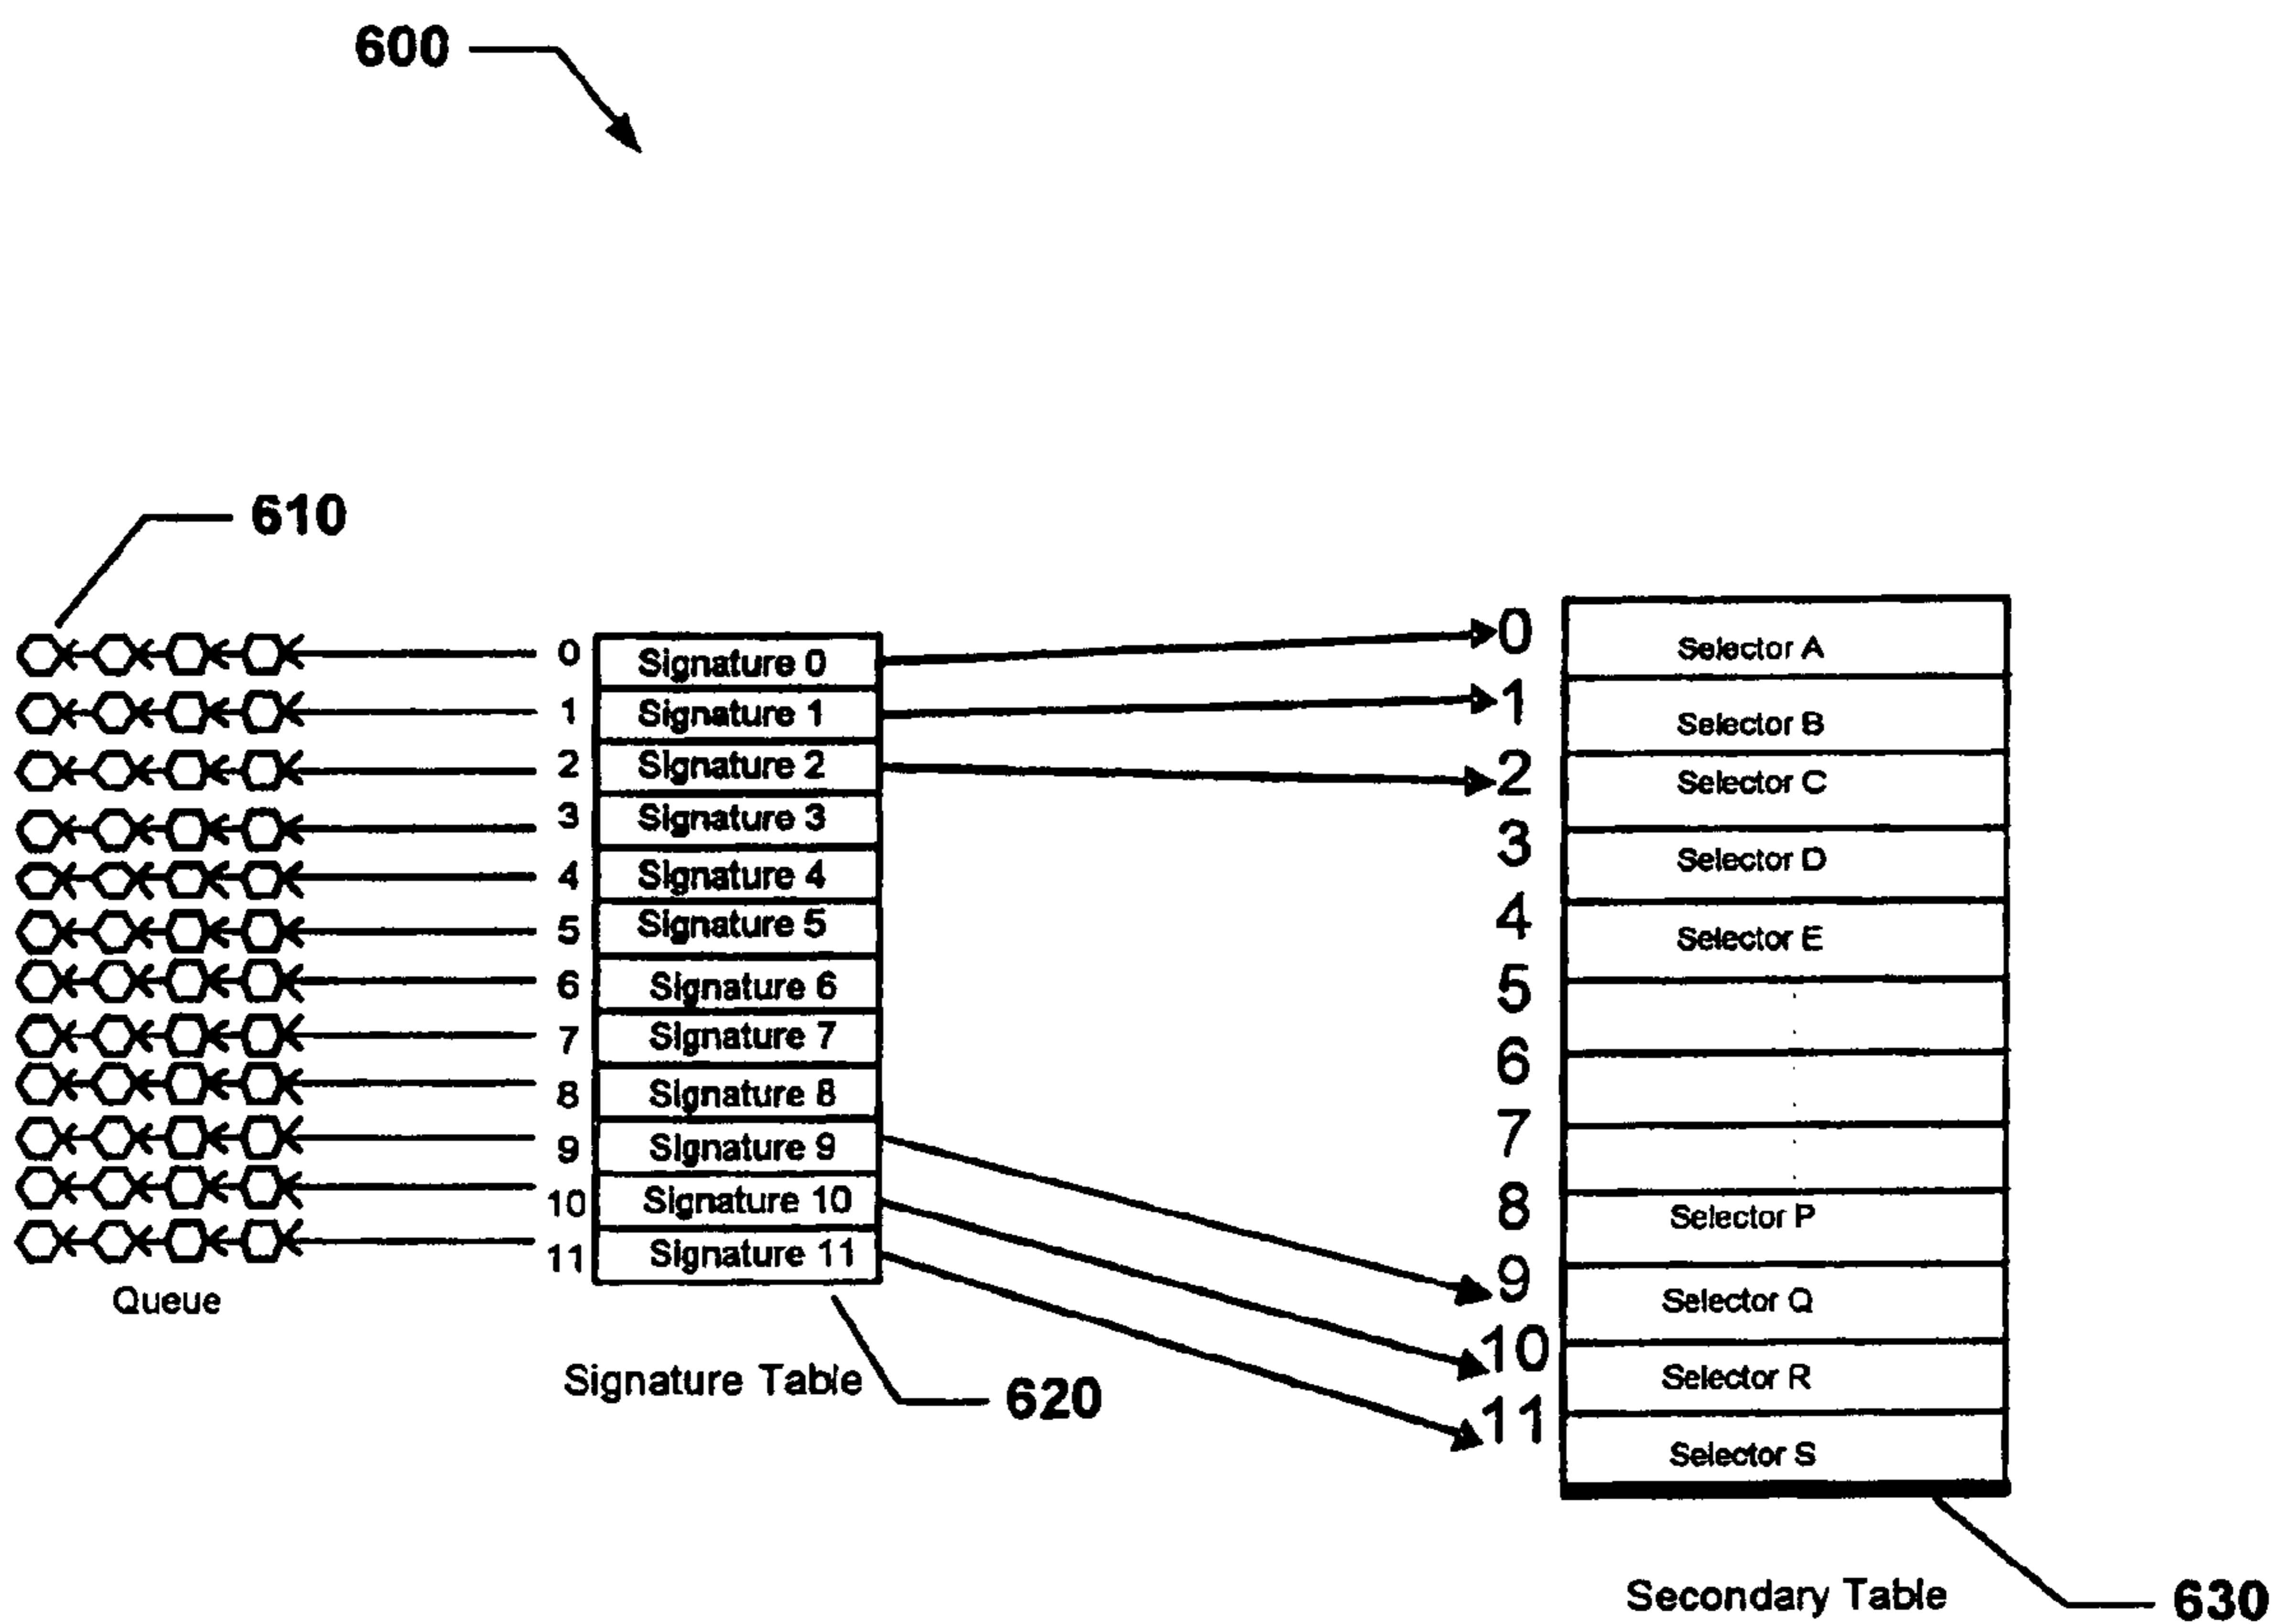 600
610
0 Signature 0
1 Signature 1
2 Signature 2
3 Signature 3
4 Signature 4
5 Signature 5
6 Signature 6
7 Signature 7
8 Signature 8
9 Signature 9
10 Signature 10
11 Signature 11
Queue
Signature Table
620
0 Selector A
1 Selector B
2 Selector C
3 Selector D
4 Selector E
5
6
7
8 Selector P
9 Selector Q
10 Selector R
11 Selector S
Secondary Table
630